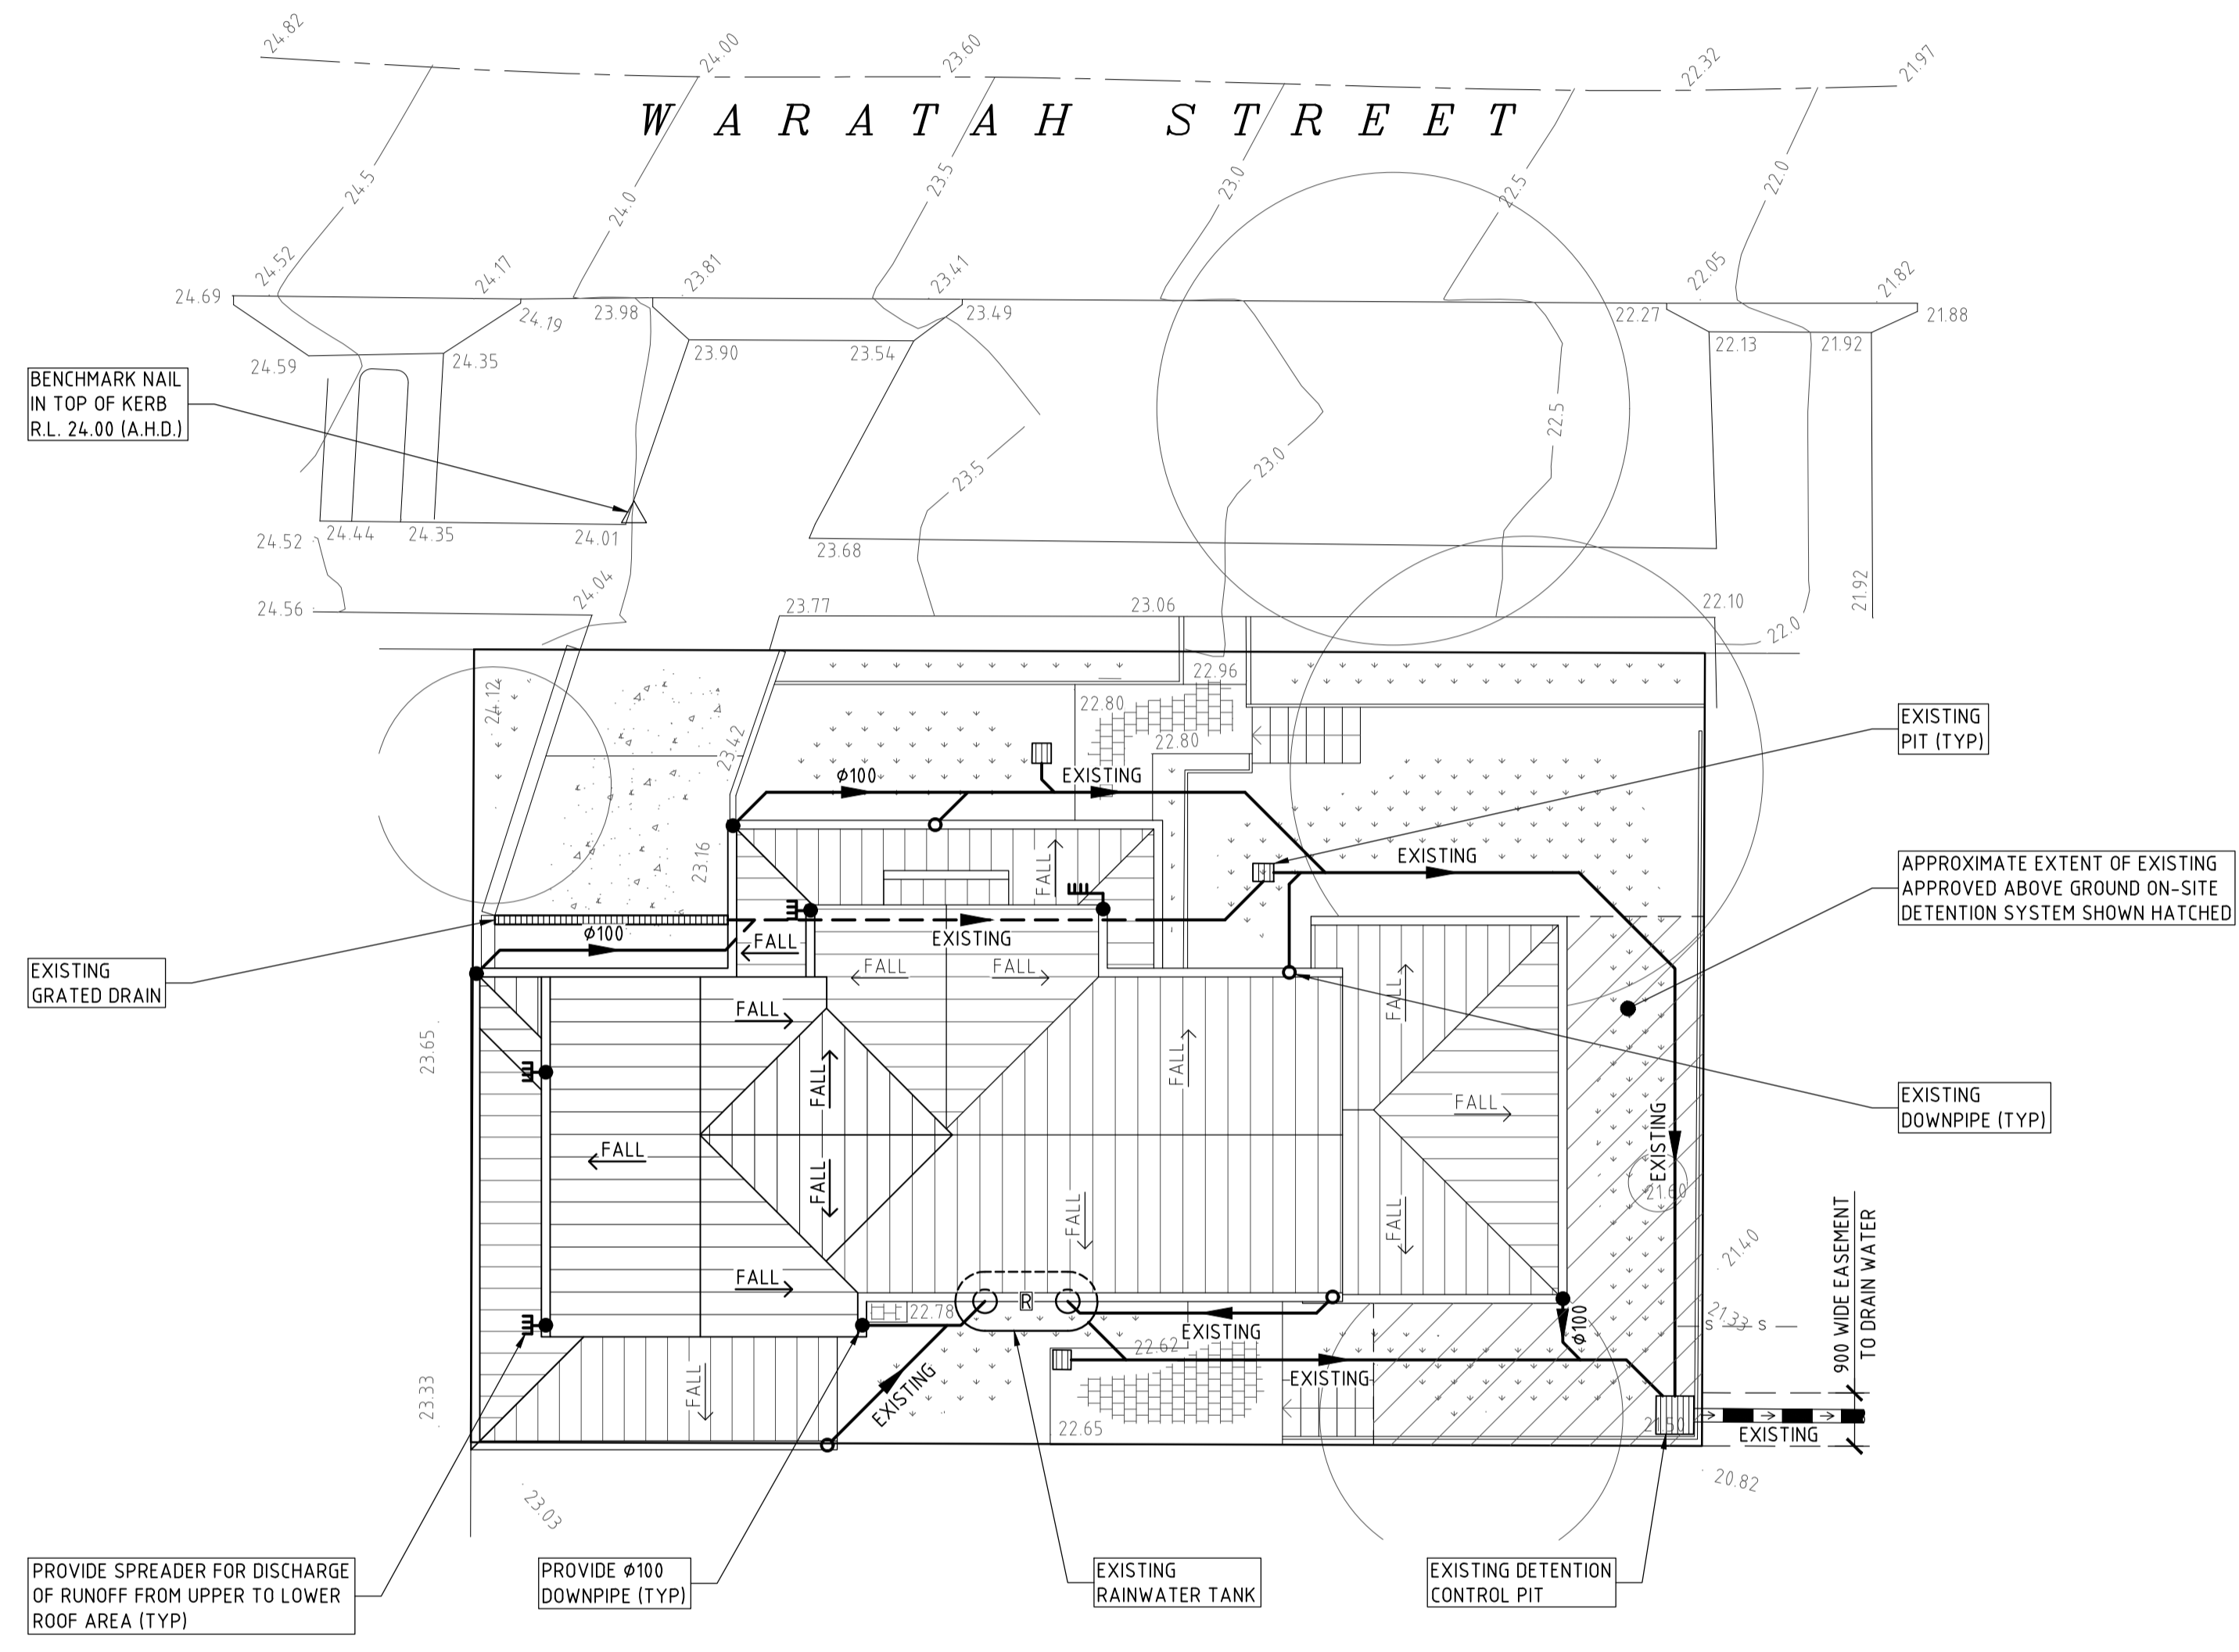 24.82
24.00
23.60
22.32
21.97
WARATAH STREET
24.5
24.0
23.5
23.0
22.5
22.0
24.52
24.17
23.81
23.41
22.05
21.82
24.69
24.19
23.98
23.49
22.27
21.88
24.59
24.35
23.90
23.54
22.13
21.92
BENCHMARK NAIL
IN TOP OF KERB
R.L. 24.00 (A.H.D.)
23.5
23.0
22.5
24.52
24.44
24.35
24.01
23.68
24.56
24.04
23.77
23.06
22.10
21.92
22.0
24.12
23.42
22.96
22.80
22.80
EXISTING
PIT (TYP)
Ø100
EXISTING
23.16
FALL
EXISTING
APPROXIMATE EXTENT OF EXISTING
APPROVED ABOVE GROUND ON-SITE
DETENTION SYSTEM SHOWN HATCHED
Ø100
FALL
EXISTING
FALL
FALL
EXISTING
GRATED DRAIN
FALL
FALL
23.65
FALL
FALL
FALL
FALL
EXISTING
EXISTING
DOWNPIPE (TYP)
FALL
FALL
FALL
FALL
21.60
FALL
R
22.78
EXISTING
22.62
Ø100
21.40
21.33
S
S
900 WIDE EASEMENT
TO DRAIN WATER
23.33
FALL
EXISTING
EXISTING
22.65
21.50
EXISTING
23.03
20.82
PROVIDE SPREADER FOR DISCHARGE
OF RUNOFF FROM UPPER TO LOWER
ROOF AREA (TYP)
PROVIDE Ø100
DOWNPIPE (TYP)
EXISTING
RAINWATER TANK
EXISTING DETENTION
CONTROL PIT